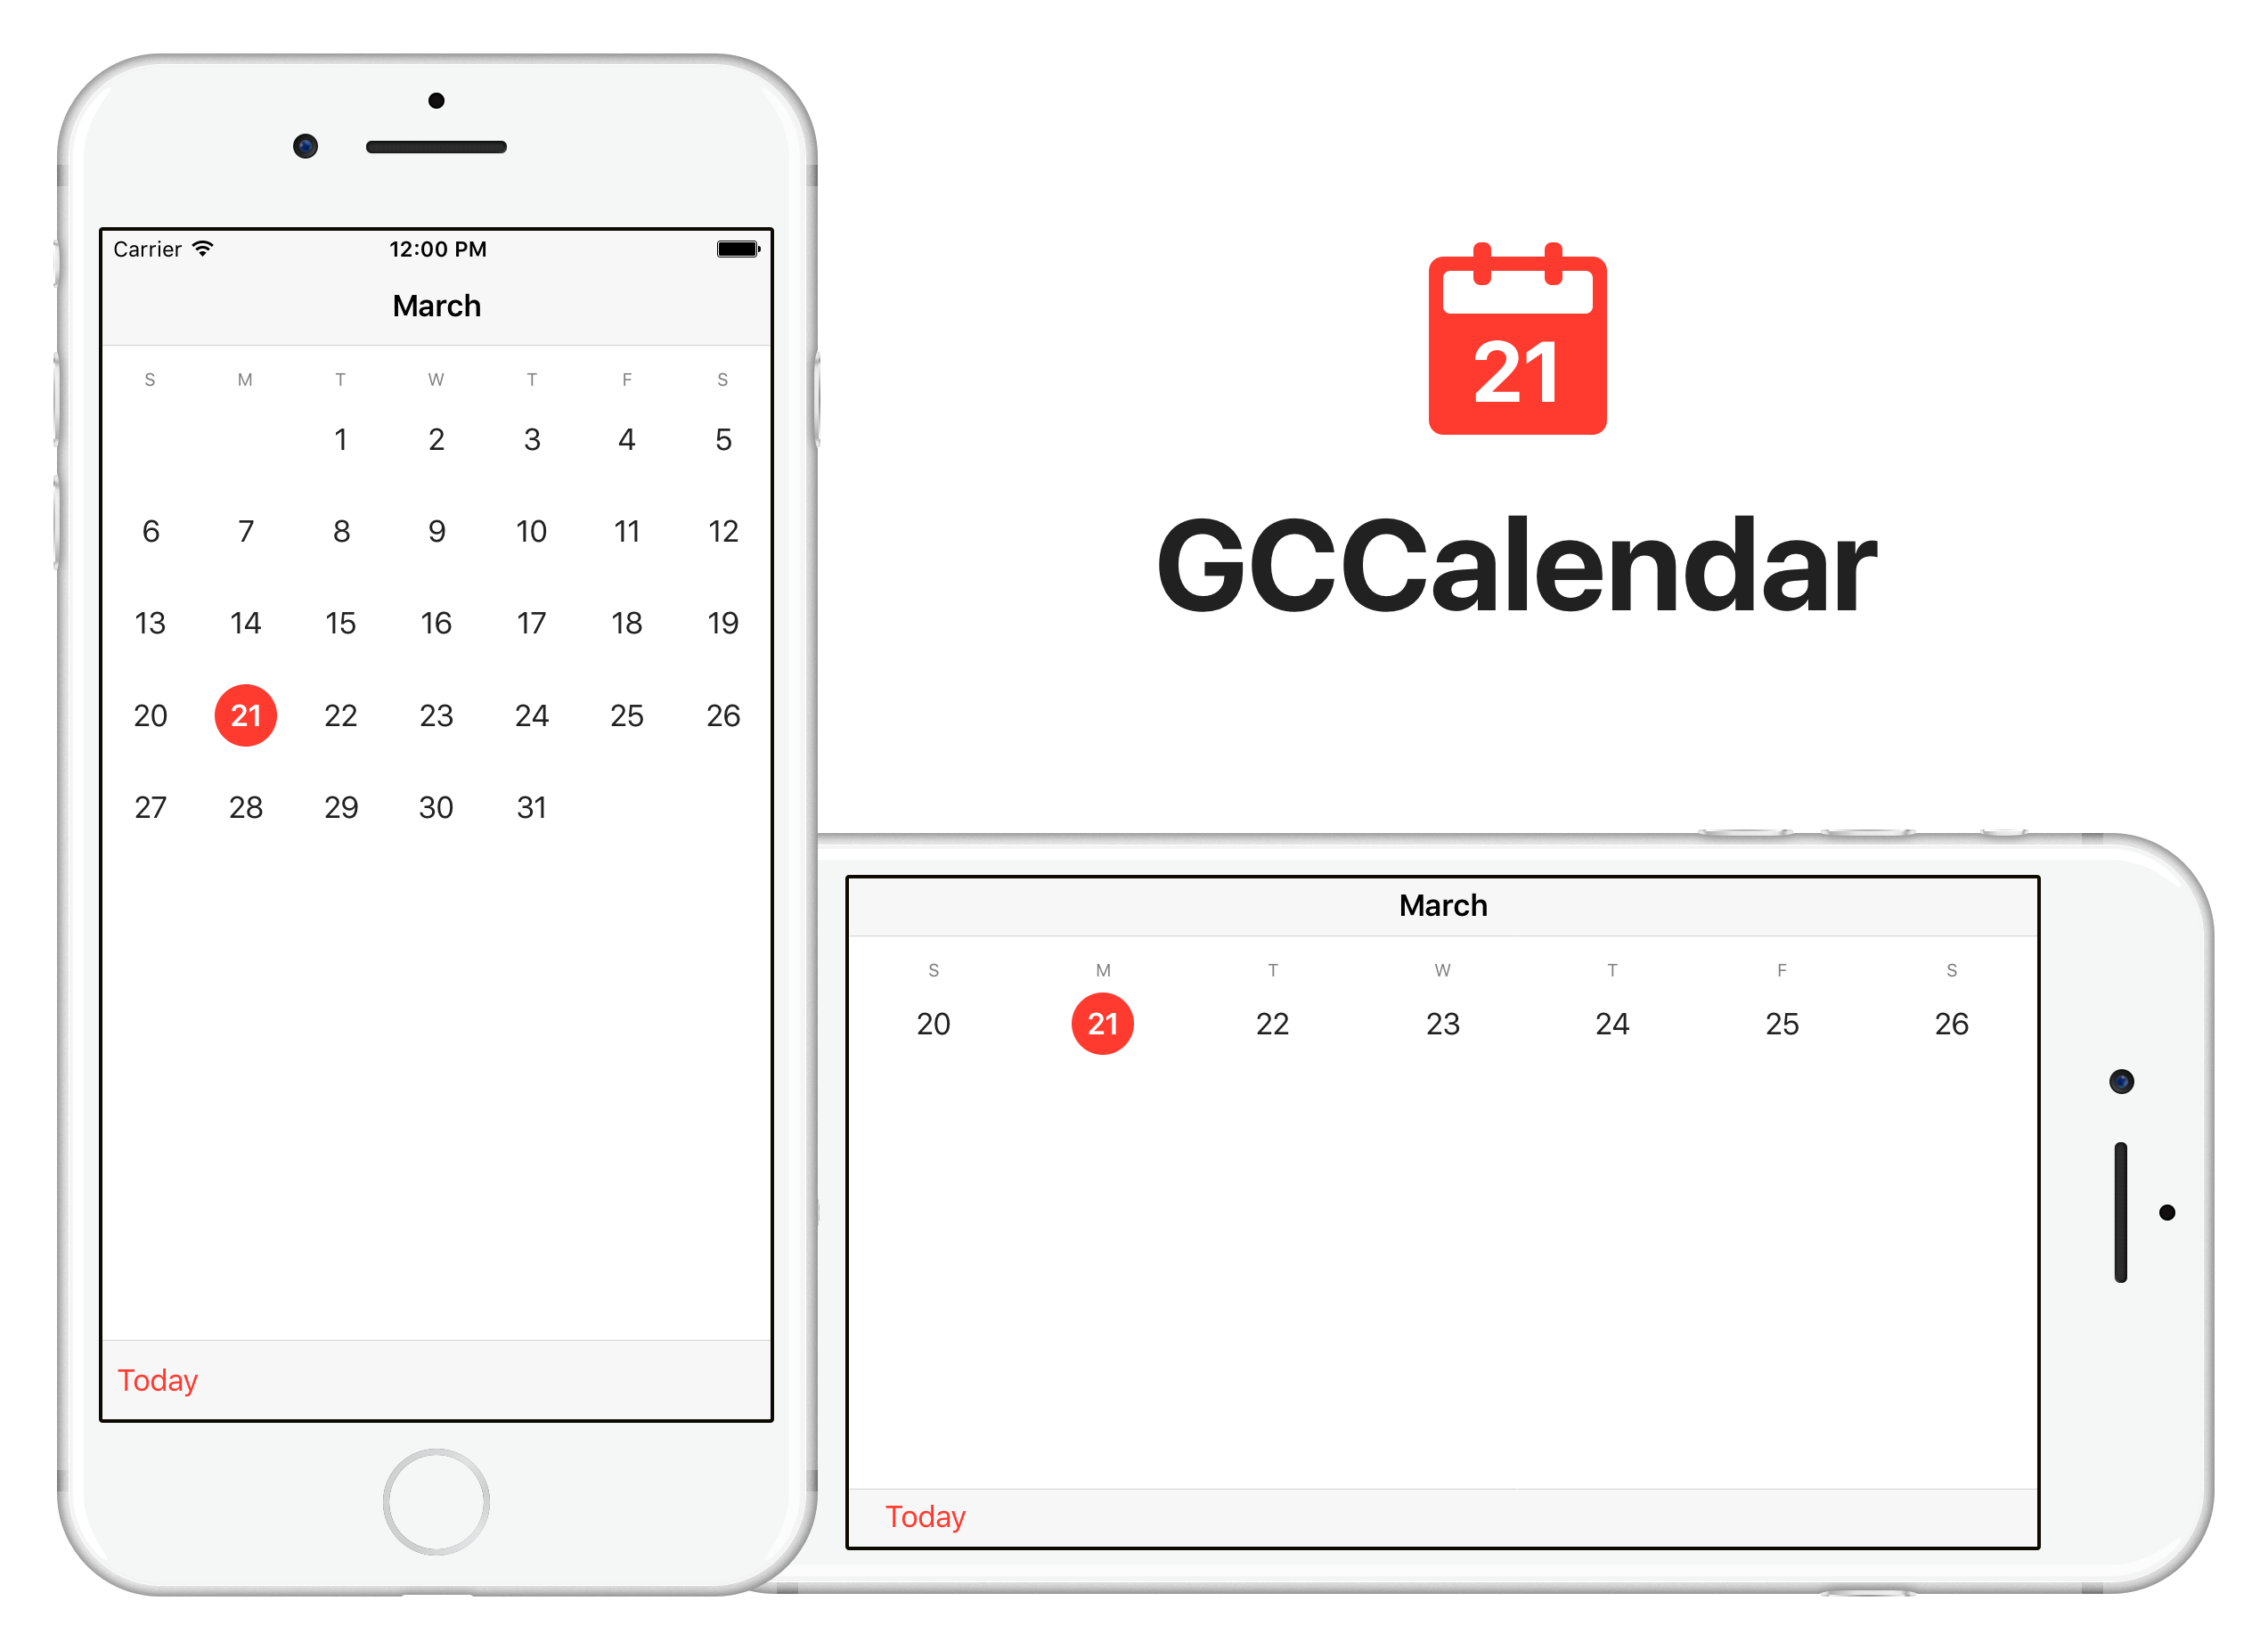 Carrier 12:00 PM
March
S M T W T F S
1 2 3 4 5
6 7 8 9 10 11 12
13 14 15 16 17 18 19
20 21 22 23 24 25 26
27 28 29 30 31
Today
21
GCCalendar
March
S M T W T F S
20 21 22 23 24 25 26
Today